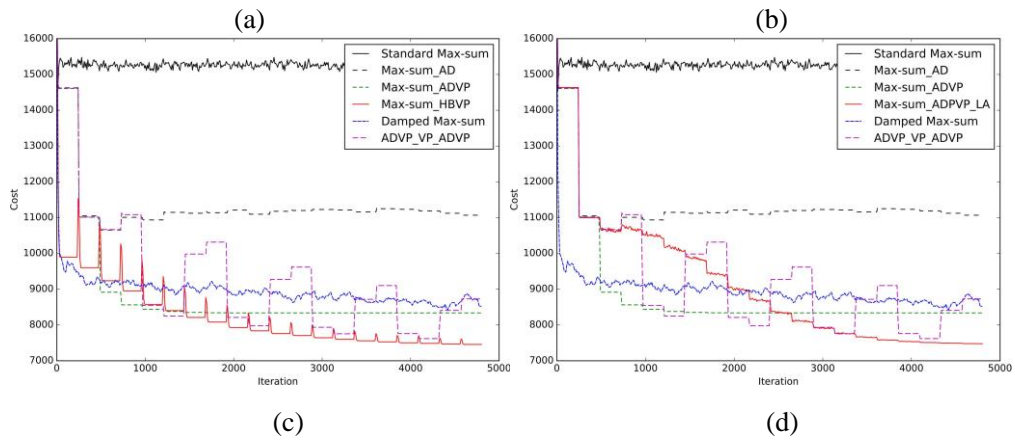 (a)
(b)
16000
15000
14000
13000
12000
11000
10000
9000
8000
7000
Cost
0
1000
2000
3000
4000
5000
Iteration
Standard Max-sum
Max-sum_AD
Max-sum_ADVP
Max-sum_HBVP
Damped Max-sum
ADVP_VP_ADVP
16000
15000
14000
13000
12000
11000
10000
9000
8000
7000
Cost
0
1000
2000
3000
4000
5000
Iteration
Standard Max-sum
Max-sum_AD
Max-sum_ADVP
Max-sum_ADPVP_LA
Damped Max-sum
ADVP_VP_ADVP
(c)
(d)